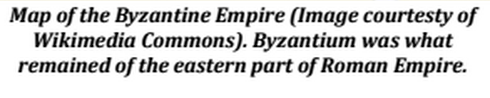 Map of the Byzantine Empire (Image courtesty of
Wikimedia Commons). Byzantium was what
remained of the eastern part of Roman Empire.